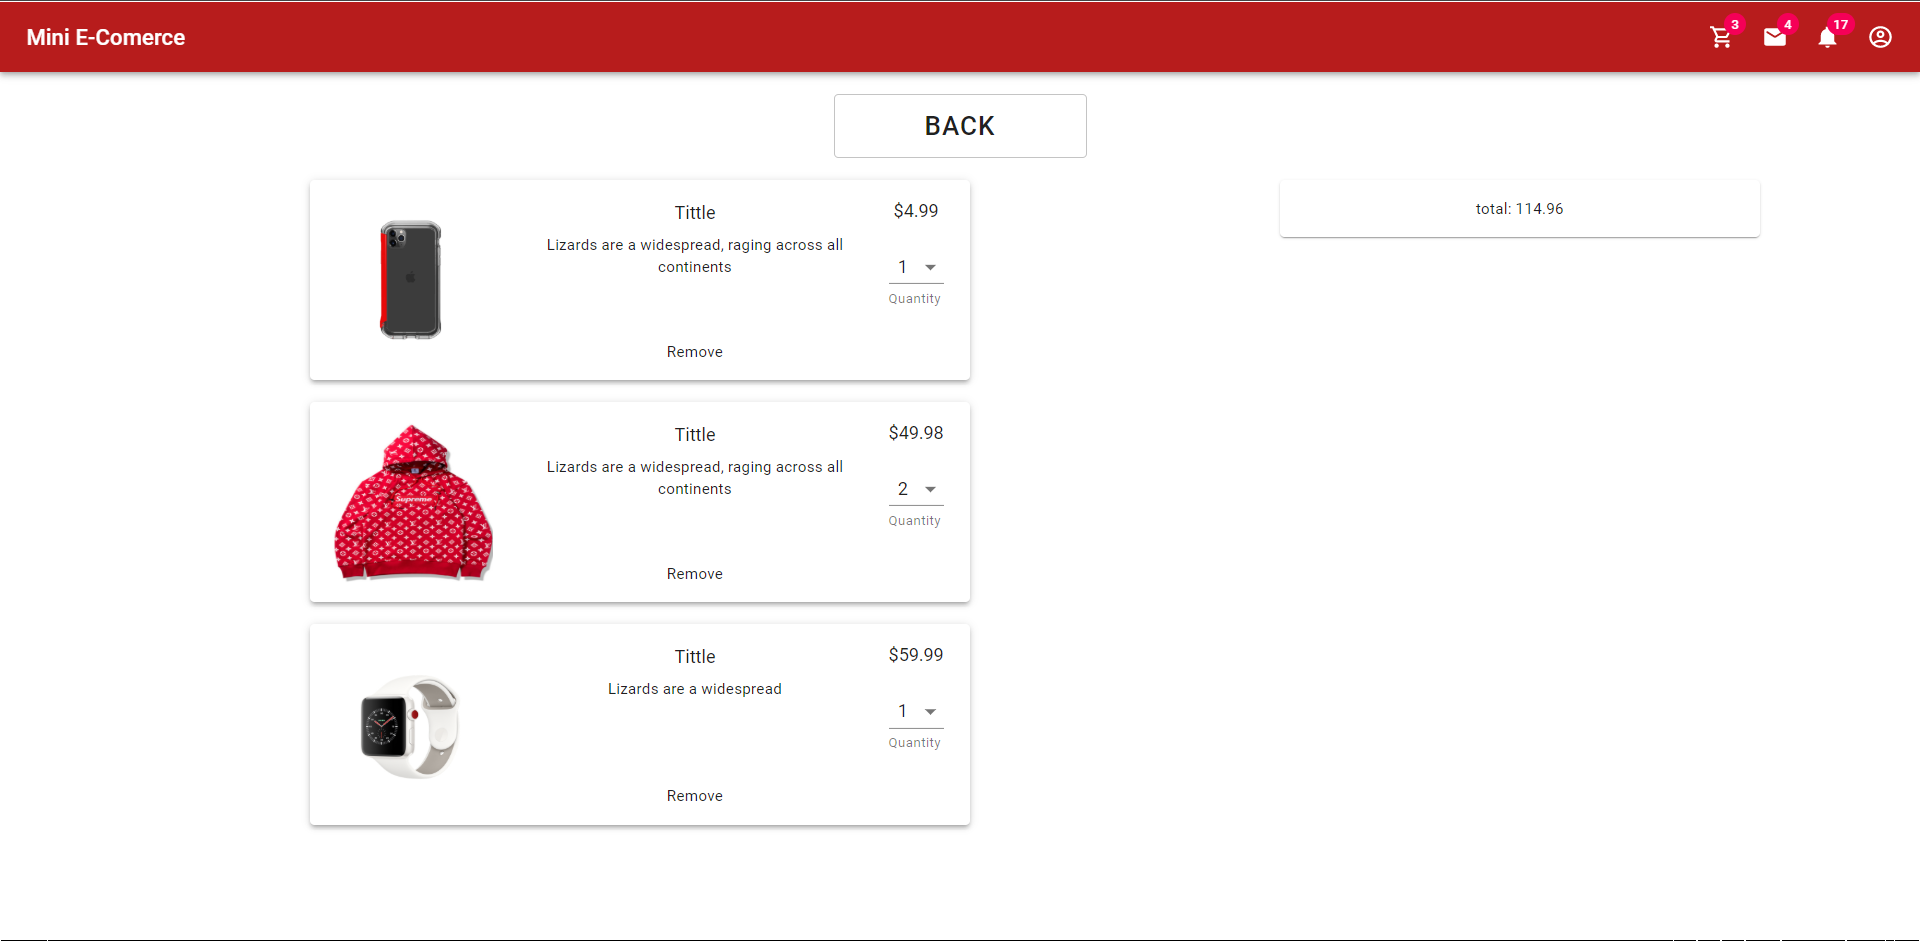 Mini E-Comerce
3
4
17
BACK
Tittle
$4.99
Lizards are a widespread, raging across all
continents
1
Quantity
Remove
Tittle
$49.98
Lizards are a widespread, raging across all
continents
2
Quantity
Supreme
Remove
Tittle
$59.99
Lizards are a widespread
1
Quantity
Remove
total: 114.96